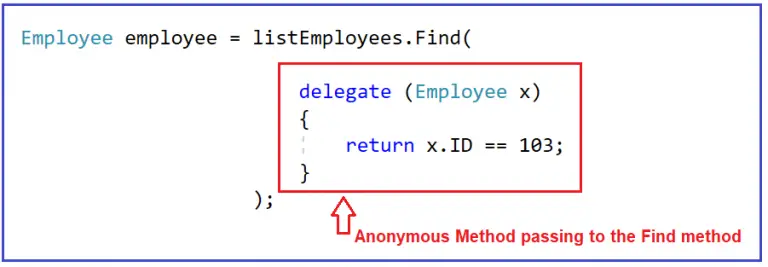 Employee employee = listEmployees.Find(
delegate (Employee x)
{
return x.ID == 103;
}
);
Anonymous Method passing to the Find method